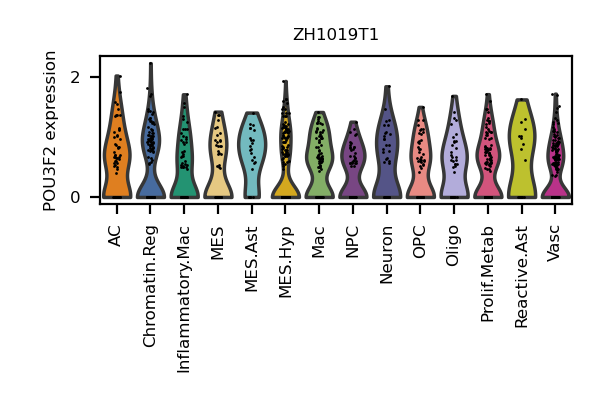 ZH1019T1
POU3F2 expression
2
0
AC
Chromatin.Reg
Inflammatory.Mac
MES
MES.Ast
MES.Hyp
Mac
NPC
Neuron
OPC
Oligo
Prolif.Metab
Reactive.Ast
Vasc